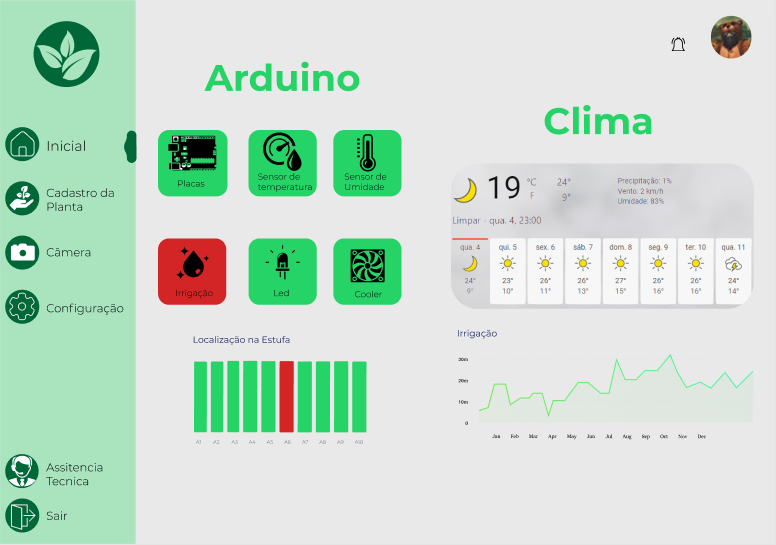 Inicial
Cadastro da
Planta
Câmera
Configuração
Assitencia
Tecnica
Sair
Arduino
Placas
Sensor de
temperatura
Sensor de
Umidade
Irrigação
Led
Cooler
Localização na Estufa
A1 A2 A3 A4 A5 A6 A7 A8 A9 A10
Clima
19 °C F 24° 9°
Precipitação: 1%
Vento: 2 km/h
Umidade: 83%
Limpar · qua. 4, 23:00
qua. 4 qui. 5 sex. 6 sáb. 7 dom. 8 seg. 9 ter. 10 qua. 11
24° 23° 26° 26° 27° 26° 26° 24°
9° 10° 11° 13° 15° 16° 16° 14°
Irrigação
30m
20m
10m
0
Jan Feb Mar Apr May Jun Jul Aug Sep Oct Nov Dec